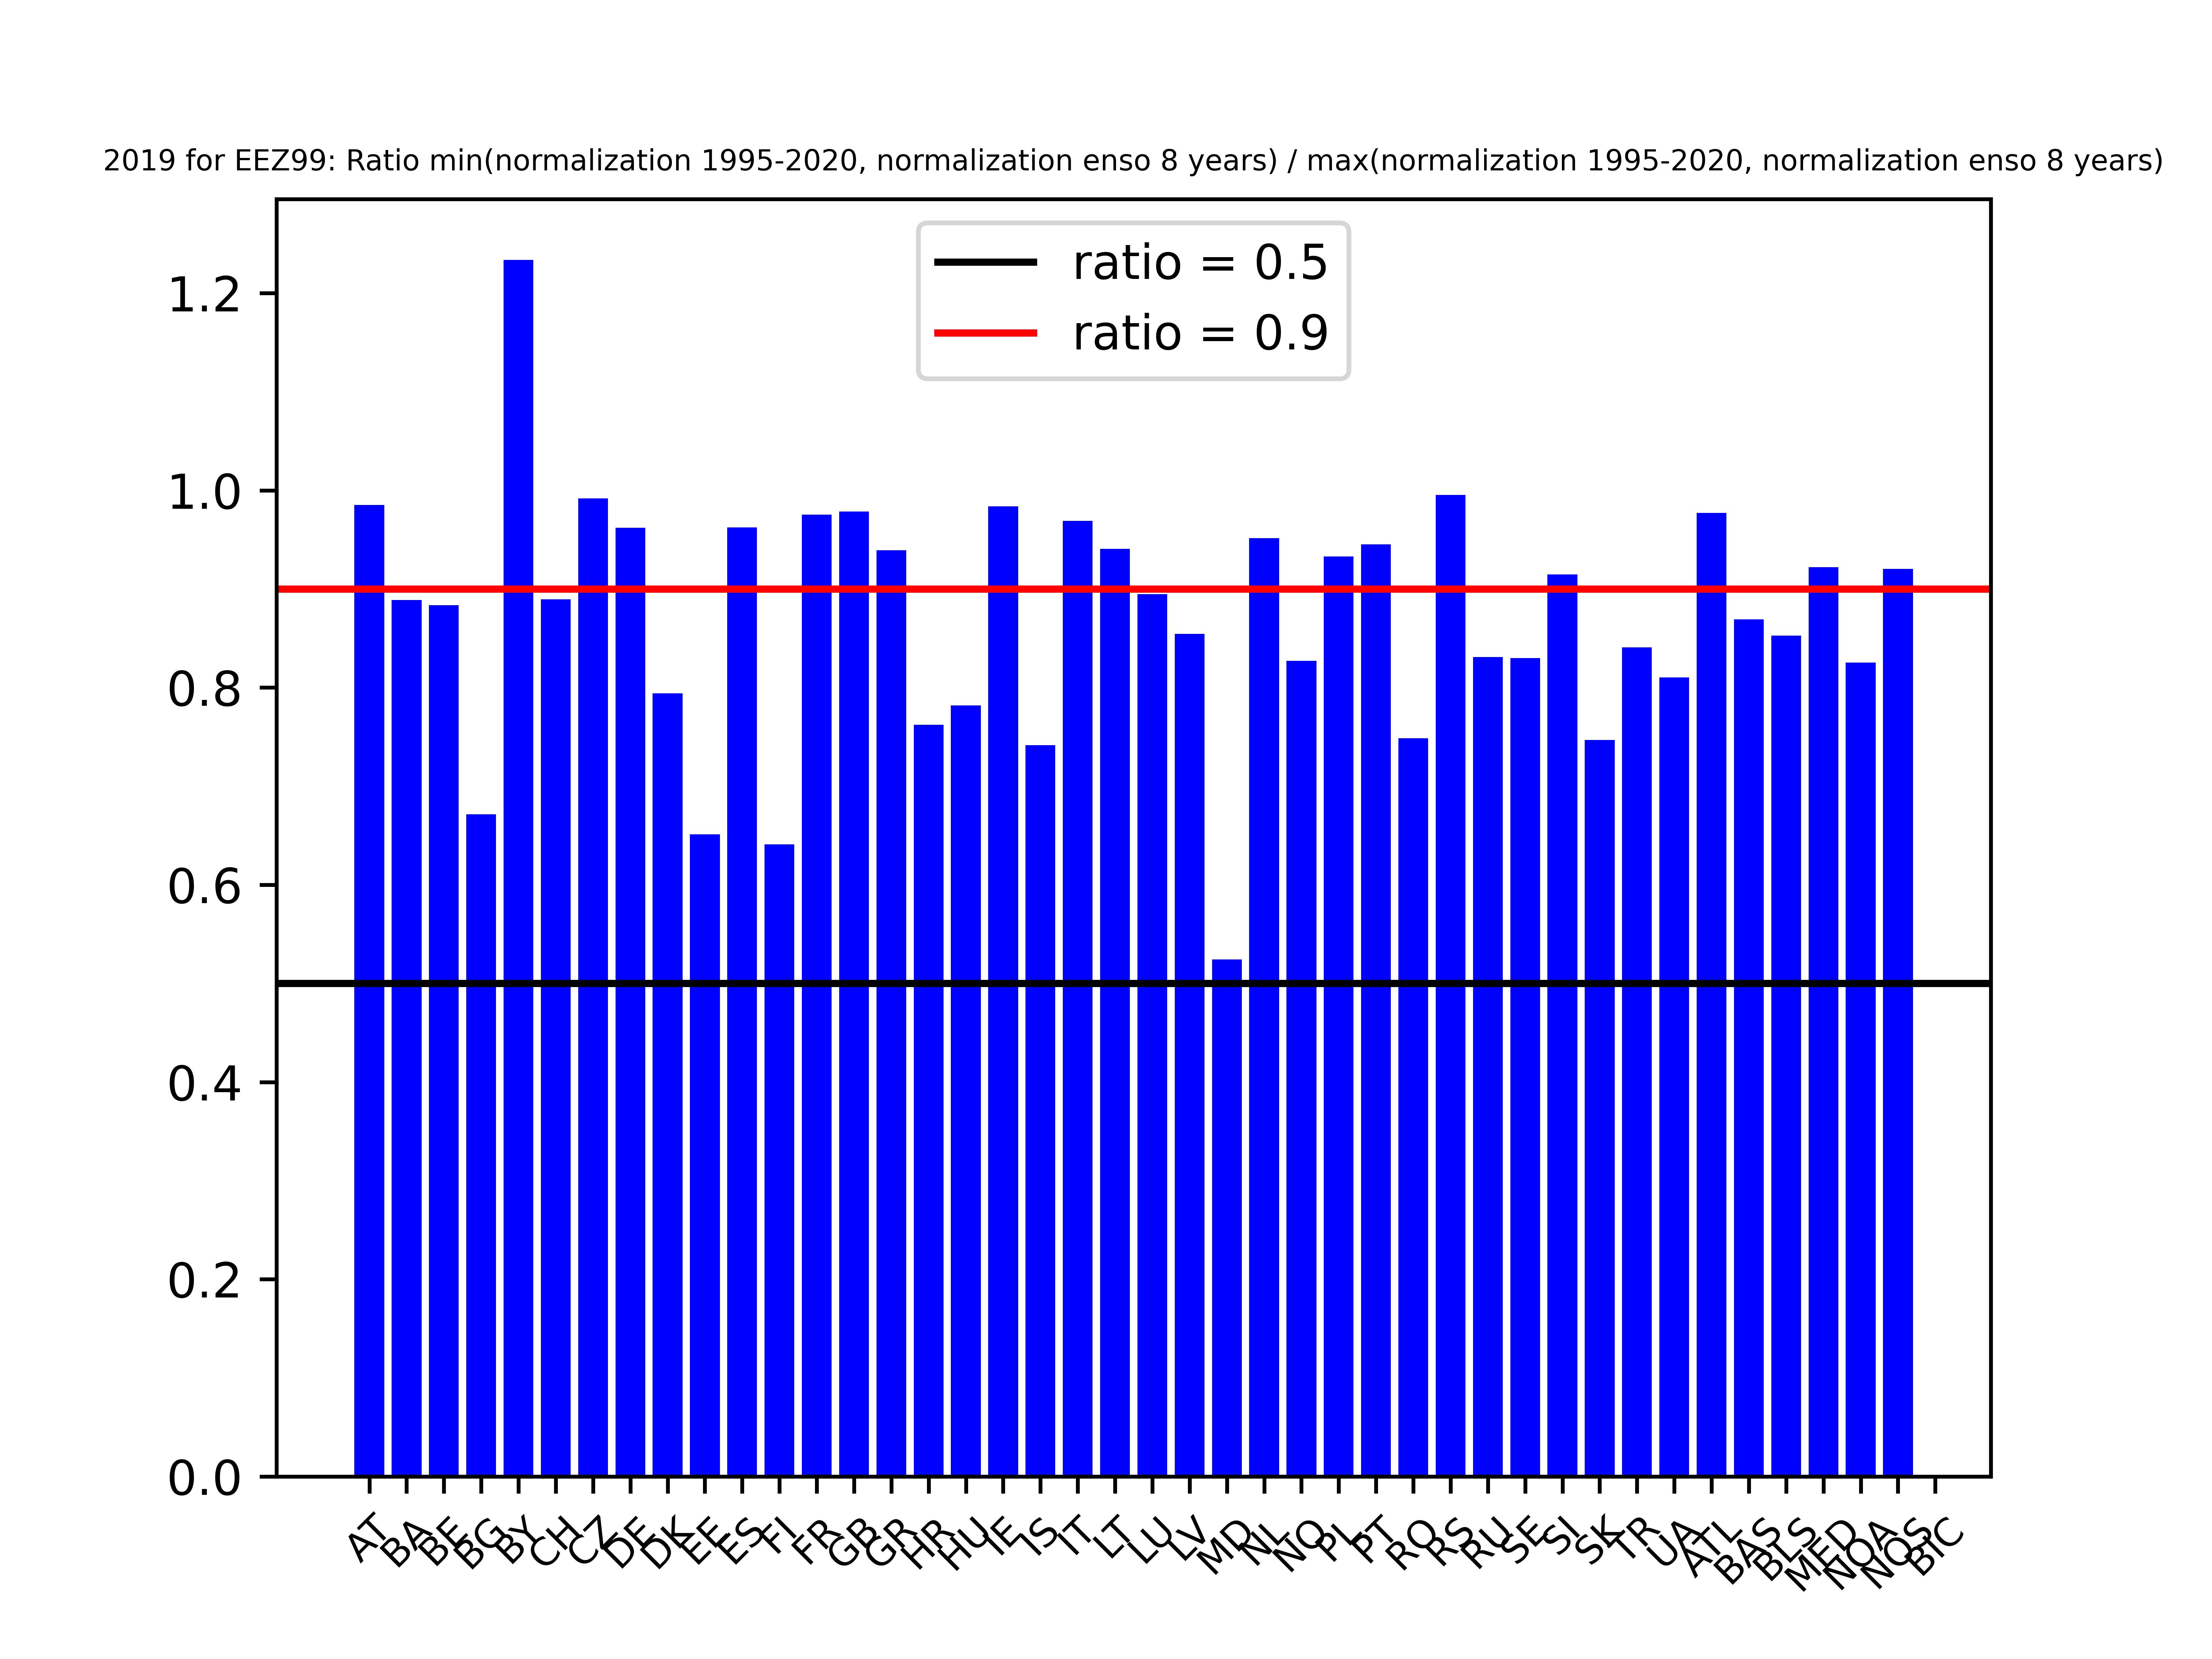 2019 for EEZ99: Ratio min(normalization 1995-2020, normalization enso 8 years) / max(normalization 1995-2020, normalization enso 8 years)
ratio = 0.5
ratio = 0.9
1.2
1.0
0.8
0.6
0.4
0.2
0.0
AT BA BE BG BY CH CZ DE DK EE ES FI FR GB GR HR HU IE IS IT LT LU LV MD NL NO PL PT RO RS RU SE SI SK TR UA ATL BAS BLS MED NOA NOS BIC